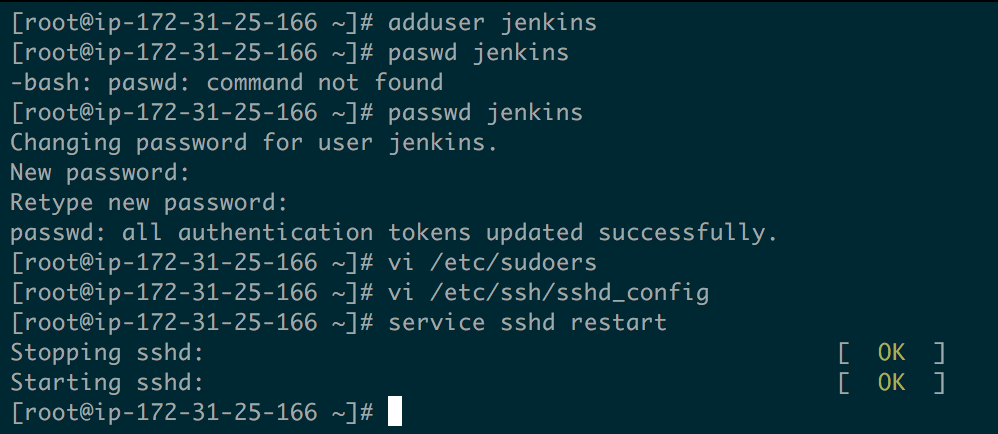 [root@ip-172-31-25-166 ~]# adduser jenkins
[root@ip-172-31-25-166 ~]# paswd jenkins
-bash: paswd: command not found
[root@ip-172-31-25-166 ~]# passwd jenkins
Changing password for user jenkins.
New password:
Retype new password:
passwd: all authentication tokens updated successfully.
[root@ip-172-31-25-166 ~]# vi /etc/sudoers
[root@ip-172-31-25-166 ~]# vi /etc/ssh/sshd_config
[root@ip-172-31-25-166 ~]# service sshd restart
Stopping sshd: [ OK ]
Starting sshd: [ OK ]
[root@ip-172-31-25-166 ~]#